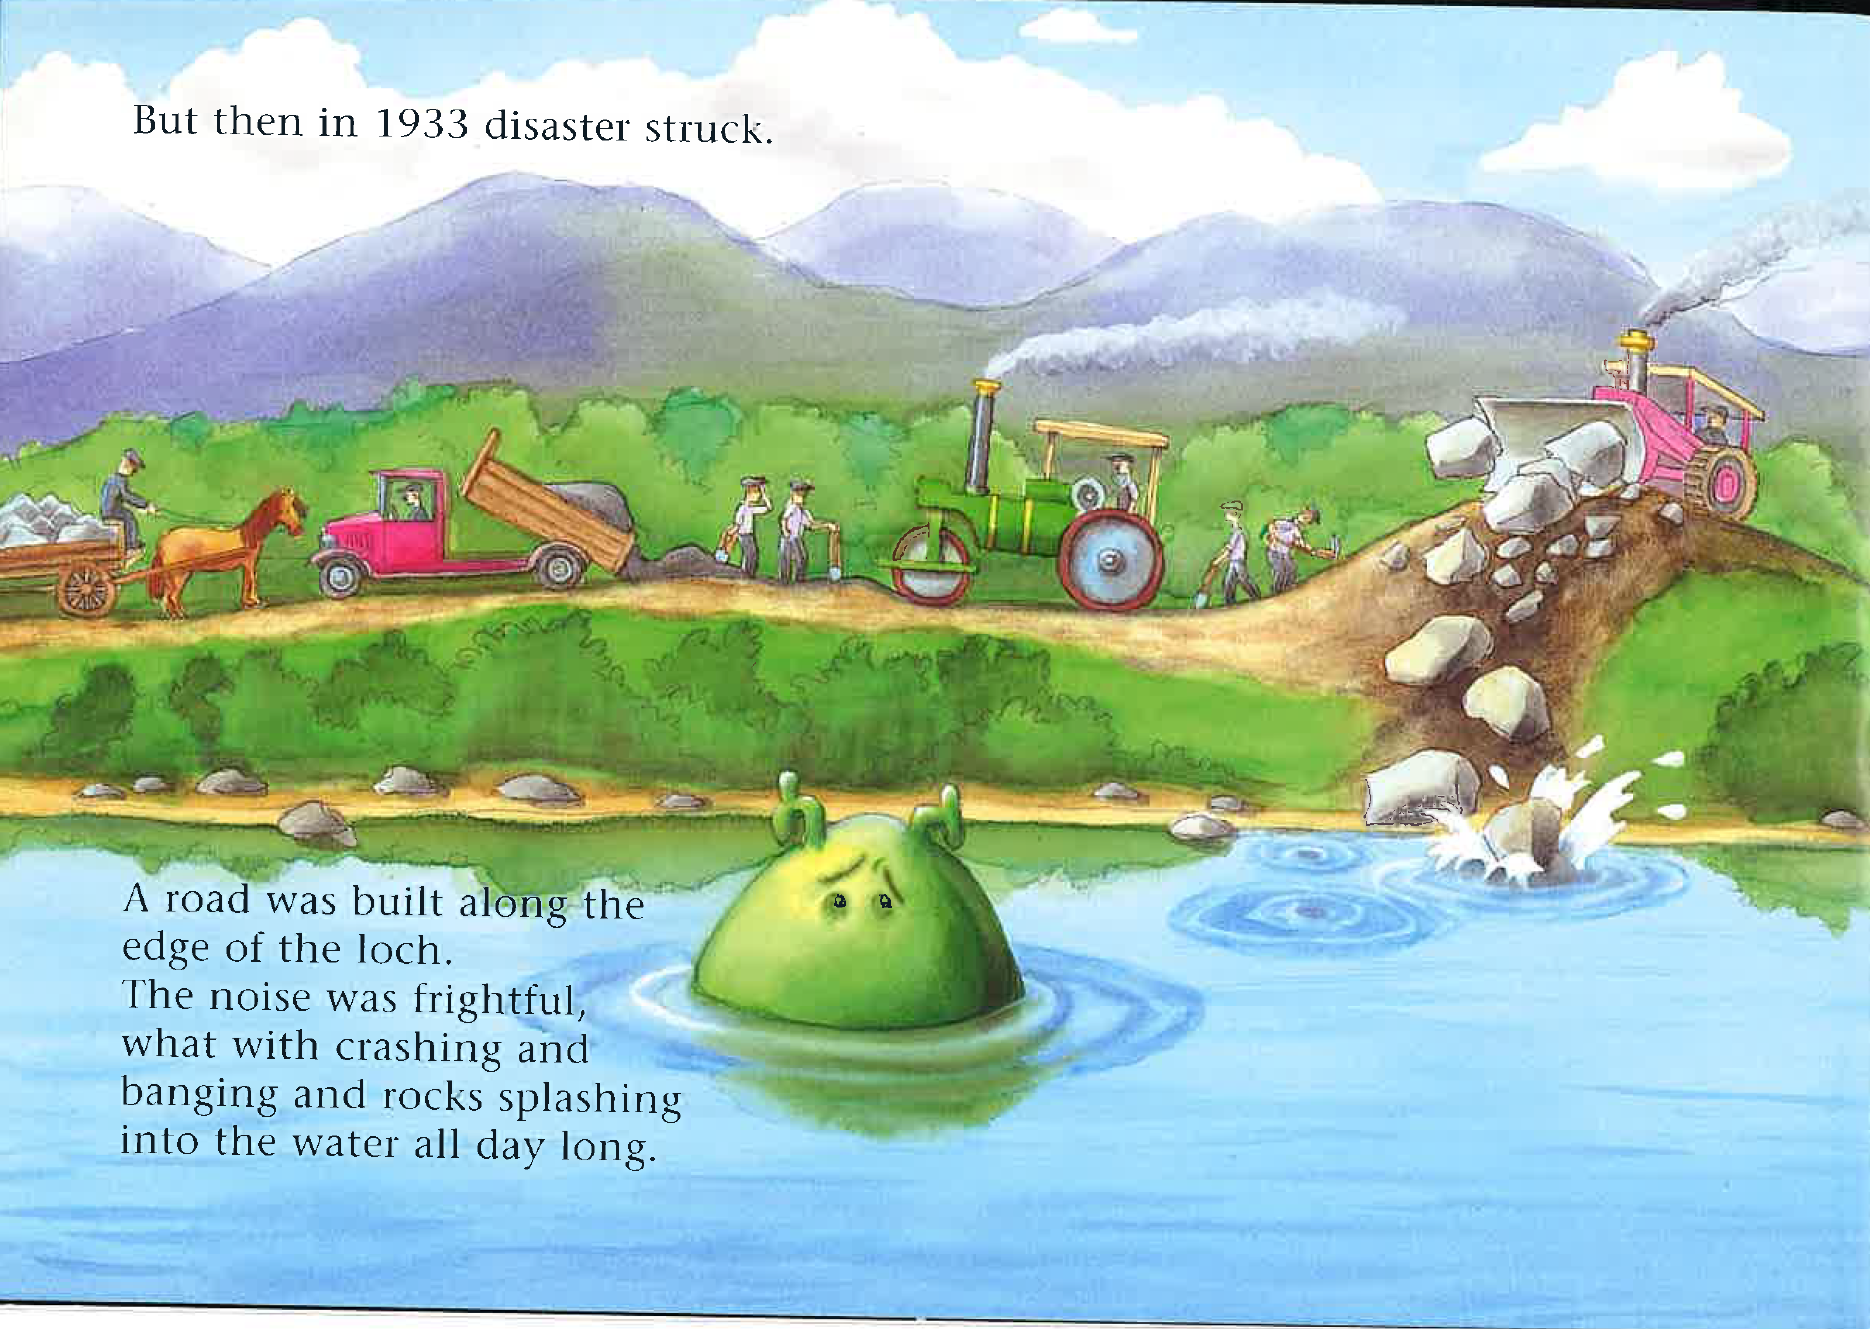 But then in 1933 disaster struck.
A road was built along the
edge of the loch.
The noise was frightful,
what with crashing and
banging and rocks splashing
into the water all day long.